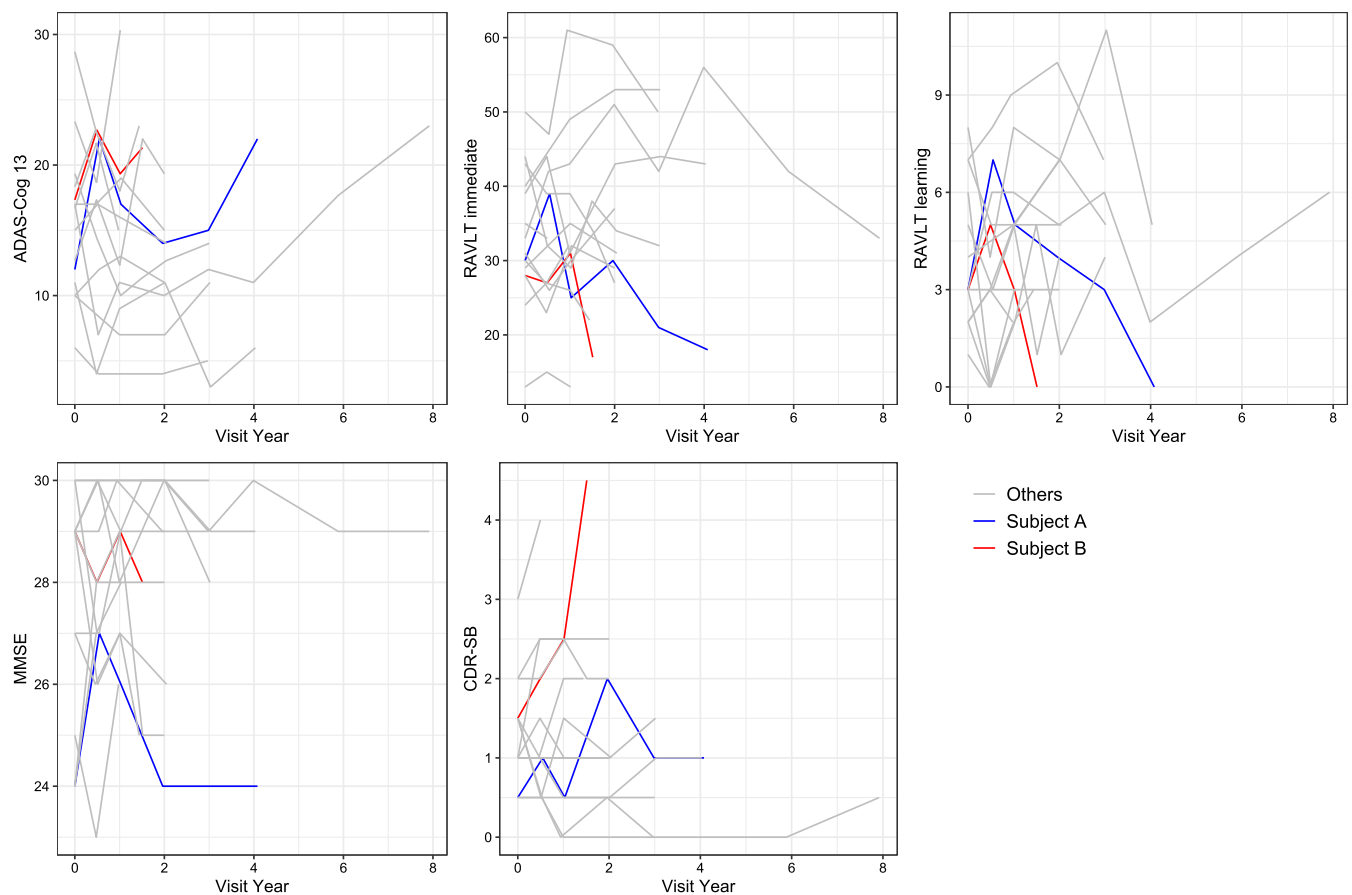 ADAS-Cog 13
30
20
10
0 2 4 6 8
Visit Year
RAVLT immediate
60
50
40
30
20
0 2 4 6 8
Visit Year
RAVLT learning
9
6
3
0
0 2 4 6 8
Visit Year
MMSE
30
28
26
24
0 2 4 6 8
Visit Year
CDR-SB
4
3
2
1
0
0 2 4 6 8
Visit Year
Others
Subject A
Subject B